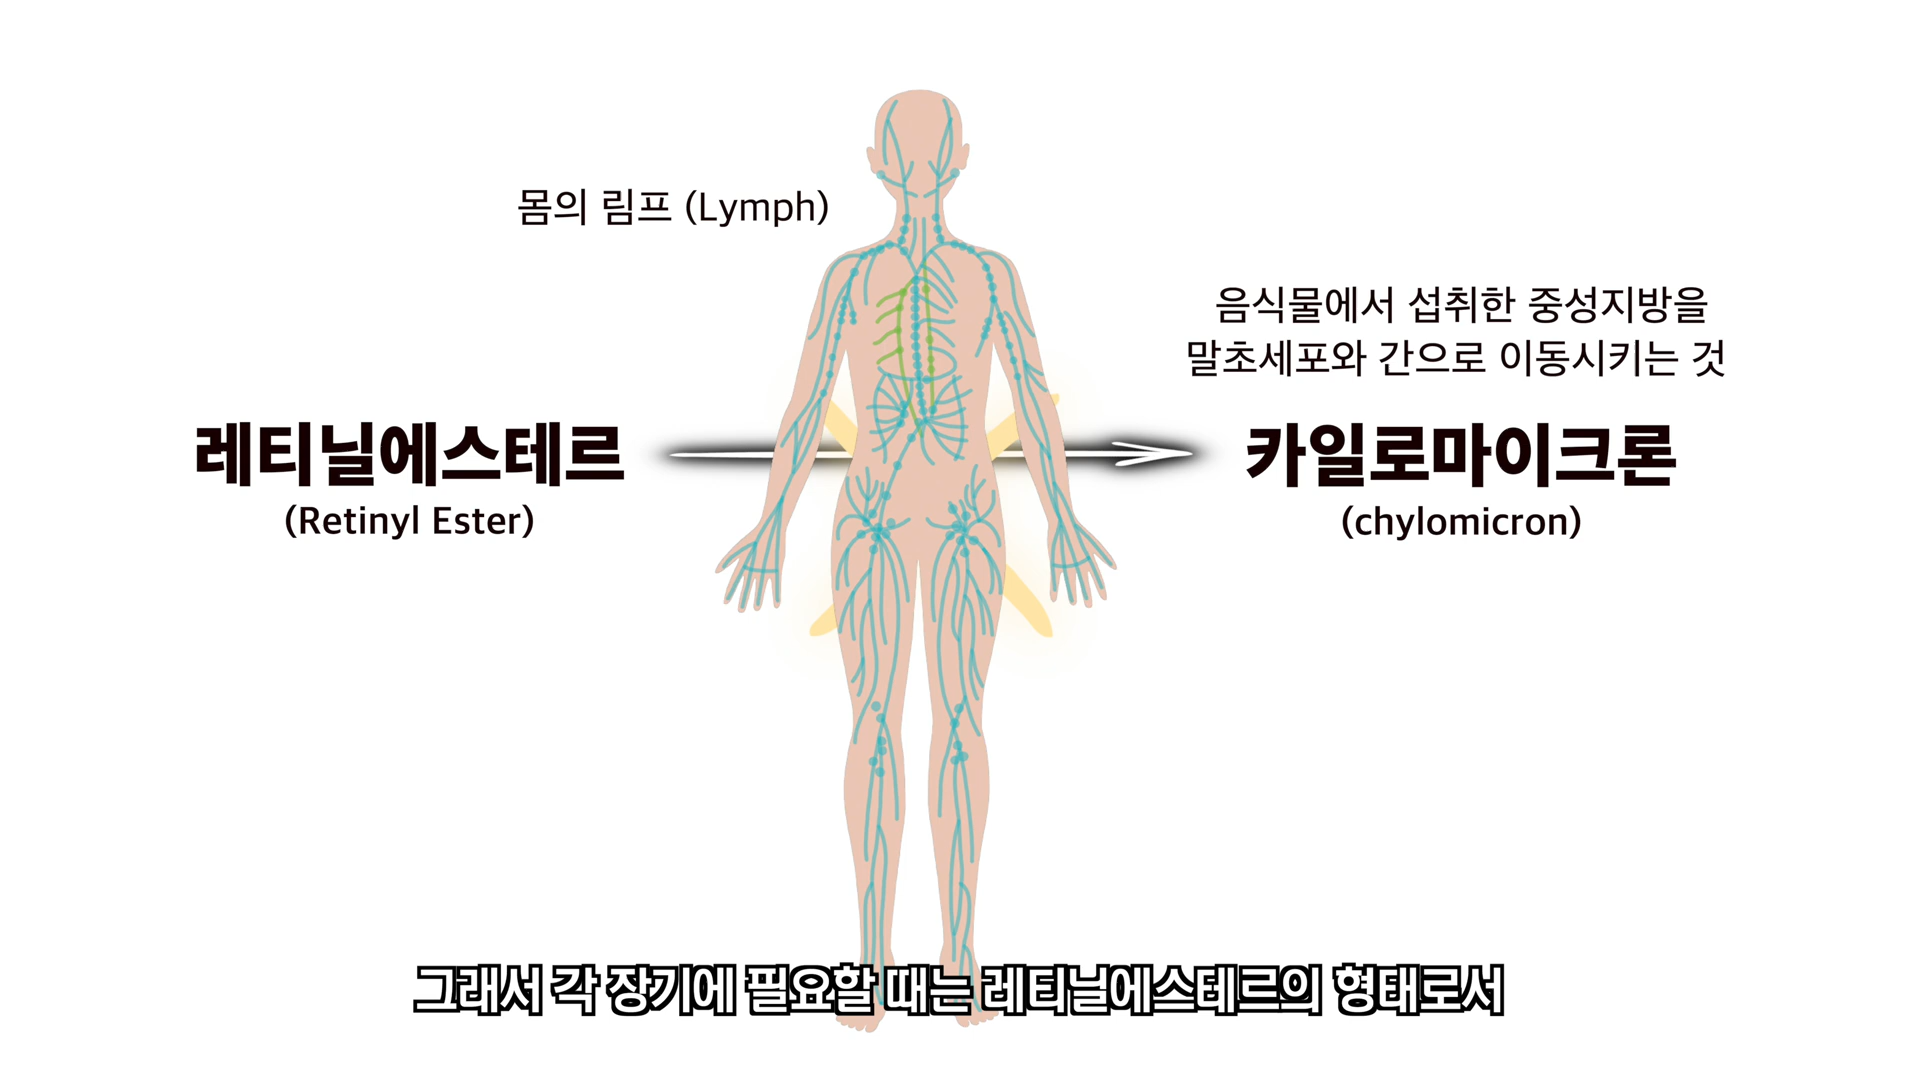 몸의 림프 (Lymph)
음식물에서 섭취한 중성지방을
말초세포와 간으로 이동시키는 것
레티닐에스테르
(Retinyl Ester)
카일로마이크론
(chylomicron)
그래서 각 장기에 필요할 때는 레티닐에스테르의 형태로서